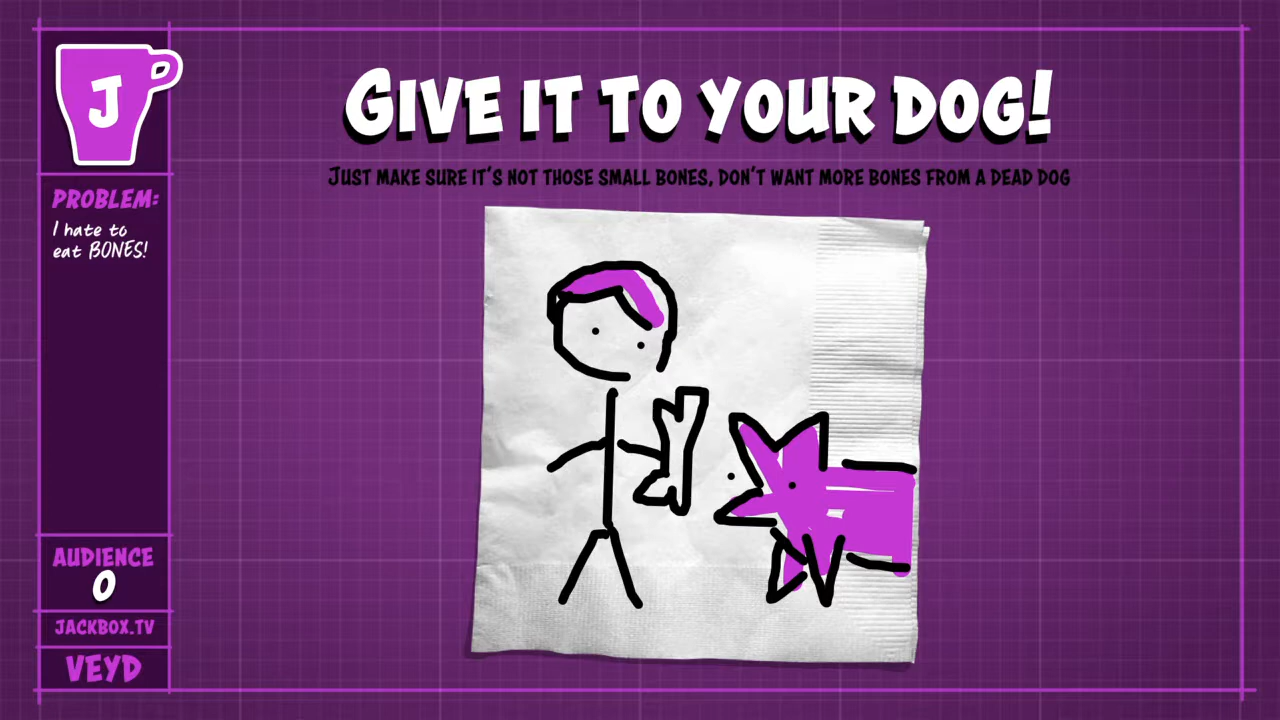 J
PROBLEM:
I hate to
eat BONES!
GIVE IT TO YOUR DOG!
JUST MAKE SURE IT'S NOT THOSE SMALL BONES, DON'T WANT MORE BONES FROM A DEAD DOG
AUDIENCE
0
JACKBOX.TV
VEYD